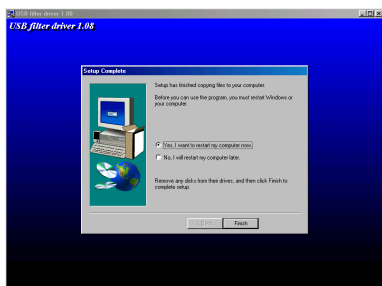 USB filter driver 1.08
USB filter driver 1.08
Setup Complete
Setup has finished copying files to your computer.
Before you can use the program, you must restart Windows or
your computer.
Yes, I want to restart my computer now.
No, I will restart my computer later.
Remove any disks from their drives, and then click Finish to
complete setup.
Finish